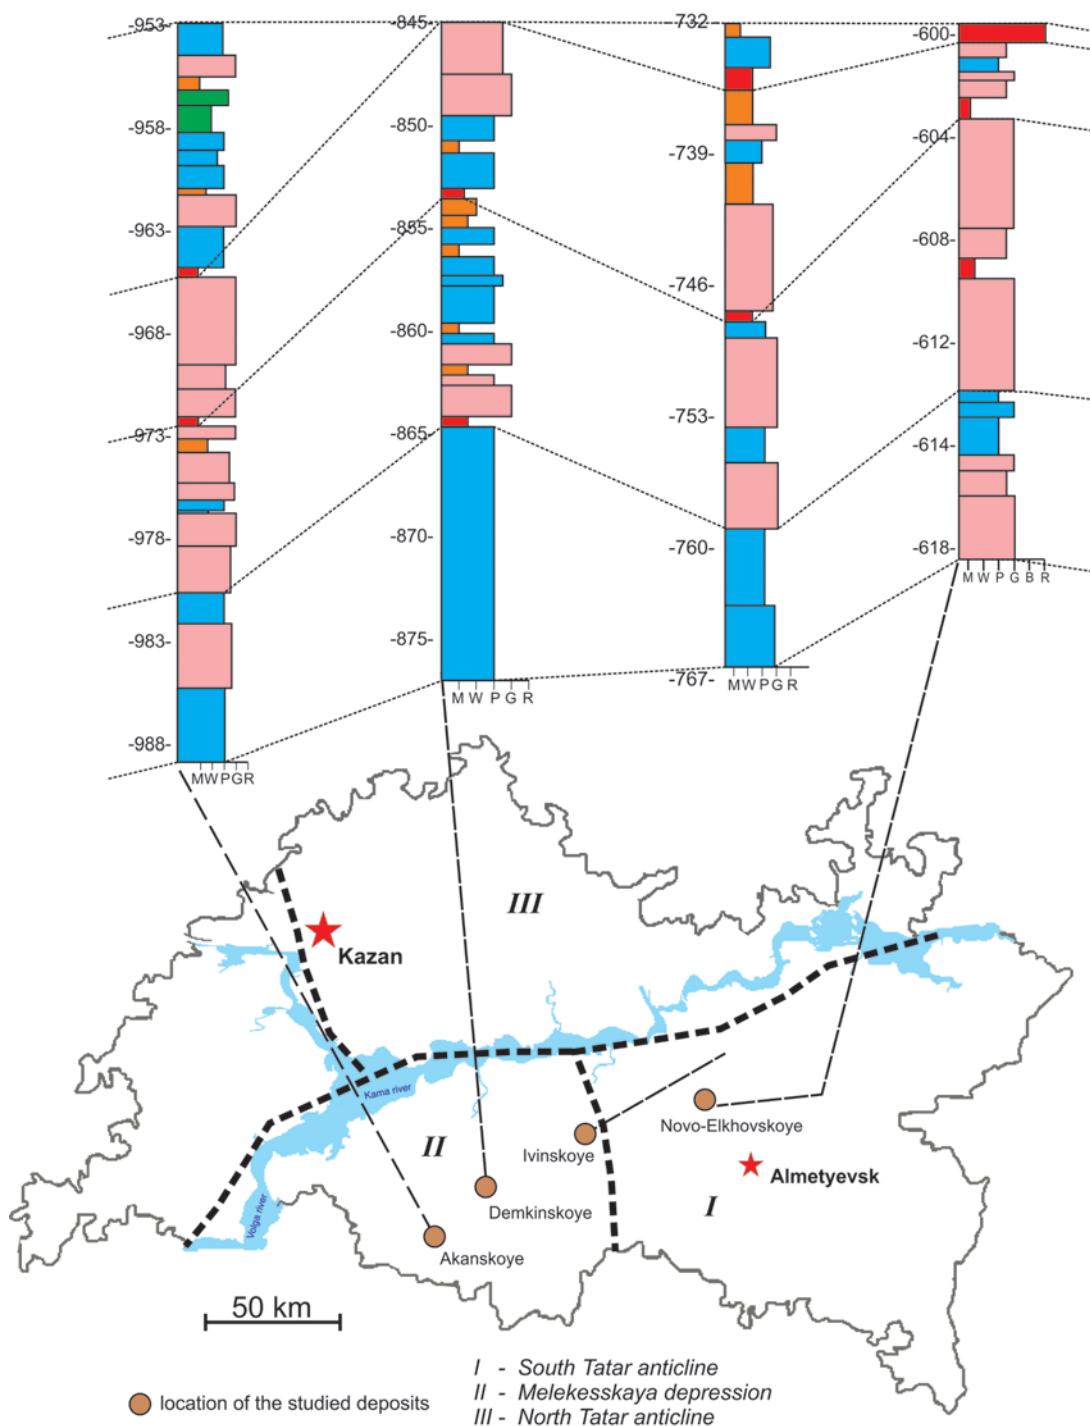 -953-
-958-
-963-
-968-
-973-
-978-
-983-
-988-
M W P G R
-845-
-850-
-855-
-860-
-865-
-870-
-875-
M W P G R
-732-
-739-
-746-
-753-
-760-
-767-
M W P G R
-600-
-604-
-608-
-612-
-614-
-618-
M W P G B R
III
Kazan
Kama river
Volga river
II
Ivinskoye
Novo-Elkhovskoye
Almetyevsk
I
Demkinskoye
Akanskoye
50 km
location of the studied deposits
I - South Tatar anticline
II - Melekesskaya depression
III - North Tatar anticline